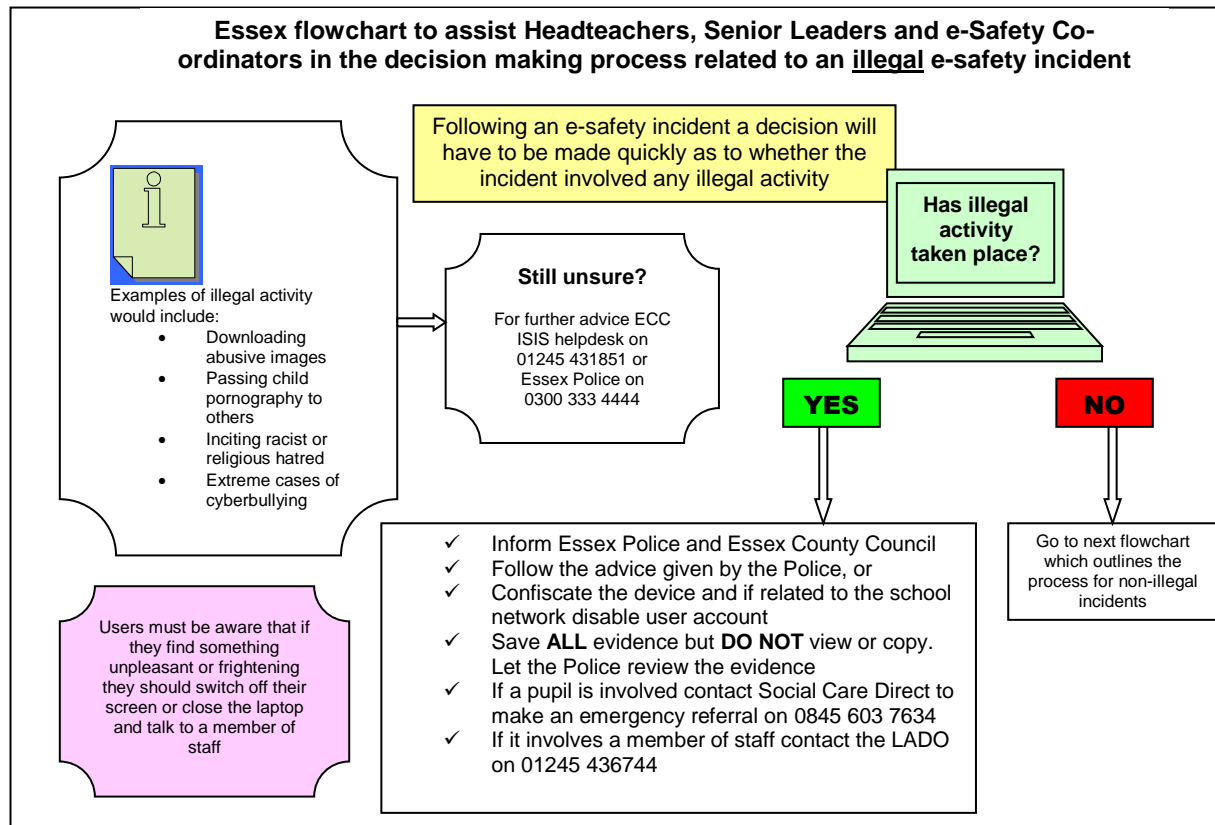 Essex flowchart to assist Headteachers, Senior Leaders and e-Safety Co-
ordinators in the decision making process related to an illegal e-safety incident
Following an e-safety incident a decision will
have to be made quickly as to whether the
incident involved any illegal activity
Has illegal
activity
taken place?
i
Examples of illegal activity
would include:
• Downloading
abusive images
• Passing child
pornography to
others
• Inciting racist or
religious hatred
• Extreme cases of
cyberbullying
Still unsure?
For further advice ECC
ISIS helpdesk on
01245 431851 or
Essex Police on
0300 333 4444
YES
NO
✓ Inform Essex Police and Essex County Council
✓ Follow the advice given by the Police, or
✓ Confiscate the device and if related to the school
network disable user account
✓ Save ALL evidence but DO NOT view or copy.
Let the Police review the evidence
✓ If a pupil is involved contact Social Care Direct to
make an emergency referral on 0845 603 7634
✓ If it involves a member of staff contact the LADO
on 01245 436744
Go to next flowchart
which outlines the
process for non-illegal
incidents
Users must be aware that if
they find something
unpleasant or frightening
they should switch off their
screen or close the laptop
and talk to a member of
staff